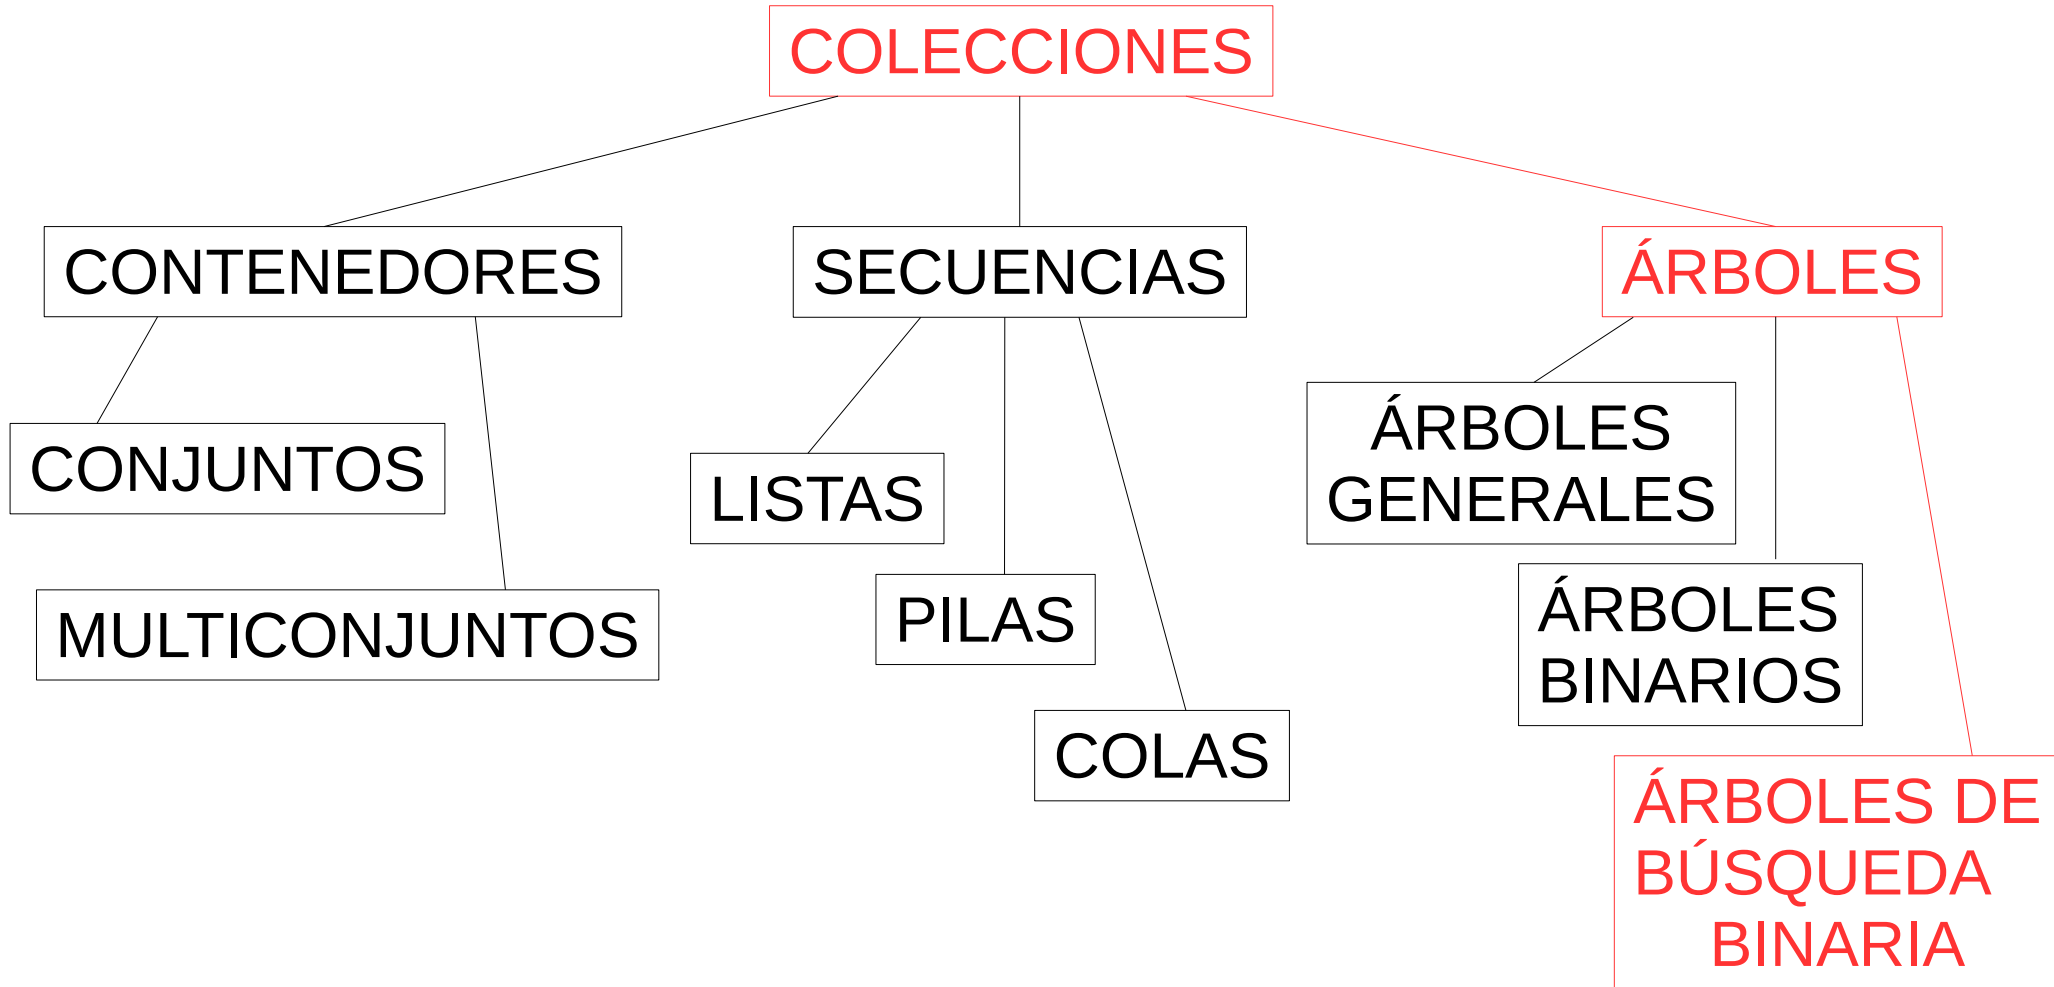 COLECCIONES
CONTENEDORES
SECUENCIAS
ÁRBOLES
CONJUNTOS
MULTICONJUNTOS
LISTAS
PILAS
COLAS
ÁRBOLES
GENERALES
ÁRBOLES
BINARIOS
ÁRBOLES DE
BÚSQUEDA
BINARIA